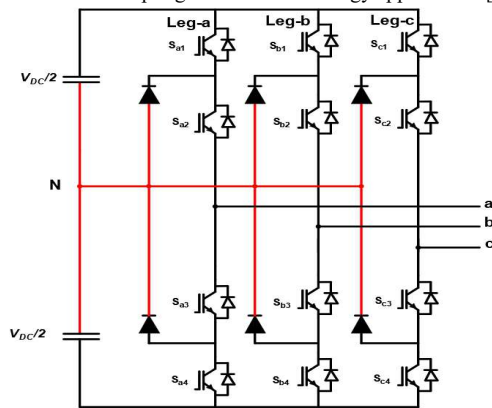 Leg-a Leg-b Leg-c
Sa1 Sb1 Sc1
VDC/2
Sa2 Sb2 Sc2
N
a
b
c
Sa3 Sb3 Sc3
VDC/2
Sa4 Sb4 Sc4